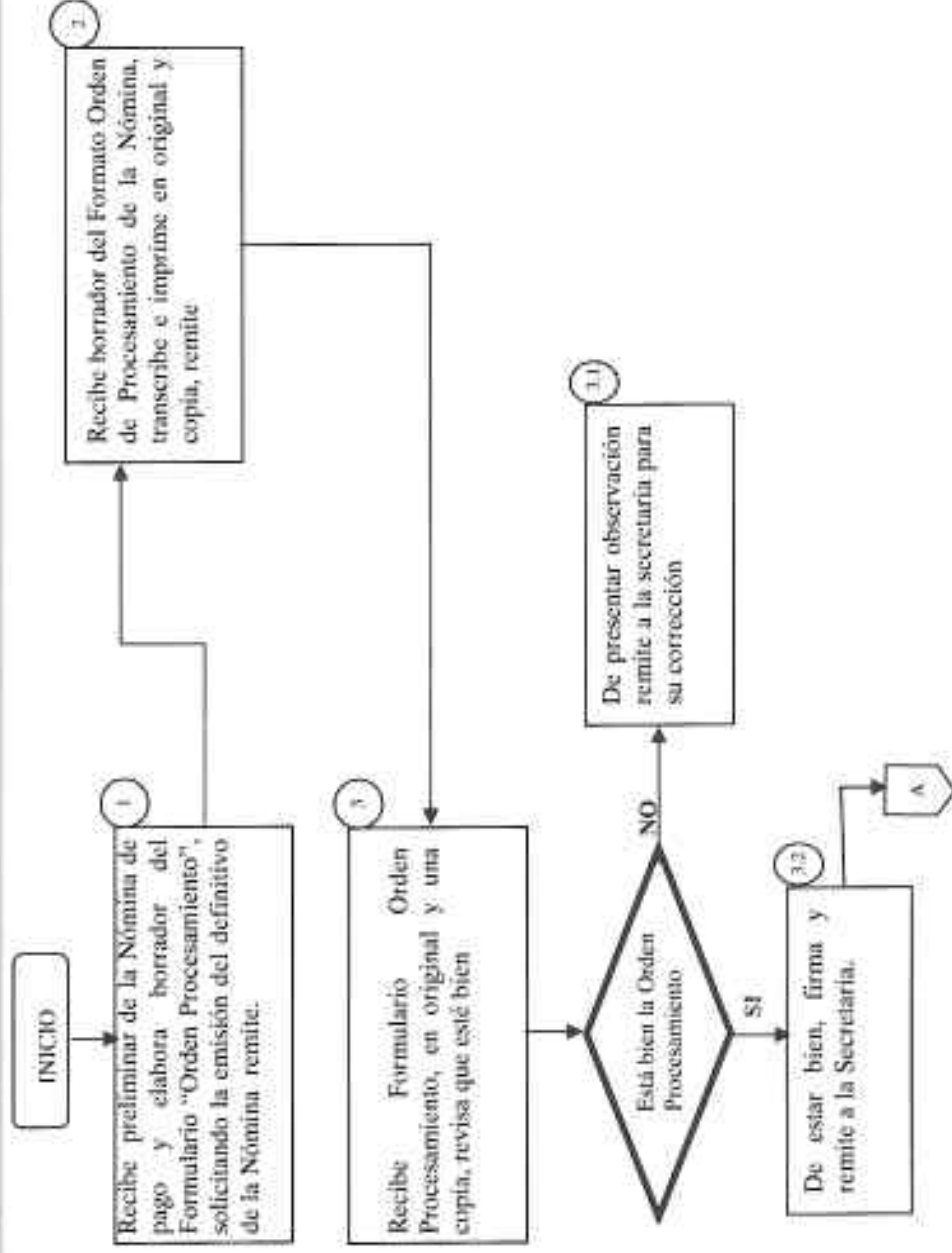 INICIO
1
Recibe preliminar de la Nómina de
pago y elabora borrador del
Formulario “Orden Procesamiento”,
solicitando la emisión del definitivo
de la Nómina remite.
2
Recibe borrador del Formato Orden
de Procesamiento de la Nómina,
transcribe e imprime en original y
copia, remite
3
Recibe Formulario Orden
Procesamiento, en original y una
copia, revisa que esté bien
Está bien la Orden
Procesamiento
NO
3.1
De presentar observación
remite a la secretaria para
su corrección
SI
3.2
De estar bien, firma y
remite a la Secretaria.
A